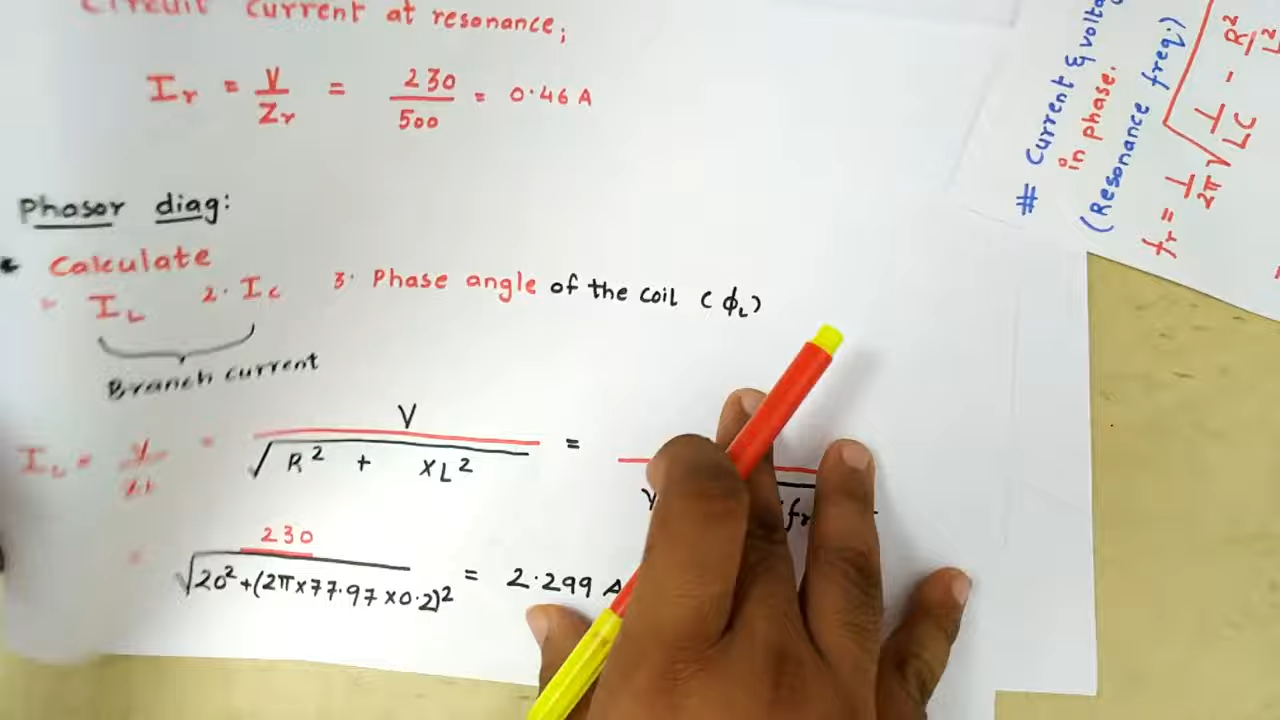 Circuit current at resonance;
Ir = V/Zr = 230/500 = 0.46 A
Phasor diag:
Calculate
IL 2. Ic 3. Phase angle of the coil (ϕL)
Branch current
IL = V/ZL = V/√(R² + XL²) =
= 230/√(20²+(2π×77.97×0.2)²) = 2.299 A
# Current & volta
in phase.
(Resonance freq.)
fr = 1/2π √(1/LC - R²/L²